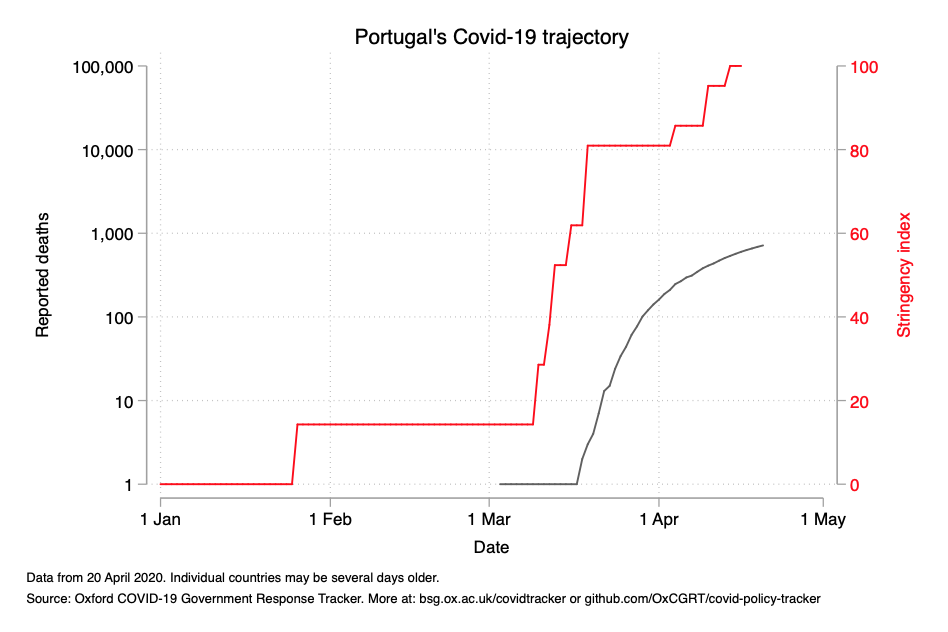 Portugal's Covid-19 trajectory
100,000
10,000
1,000
100
10
1
Reported deaths
100
80
60
40
20
0
Stringency index
1 Jan 1 Feb 1 Mar 1 Apr 1 May
Date
Data from 20 April 2020. Individual countries may be several days older.
Source: Oxford COVID-19 Government Response Tracker. More at: bsg.ox.ac.uk/covidtracker or github.com/OxCGRT/covid-policy-tracker